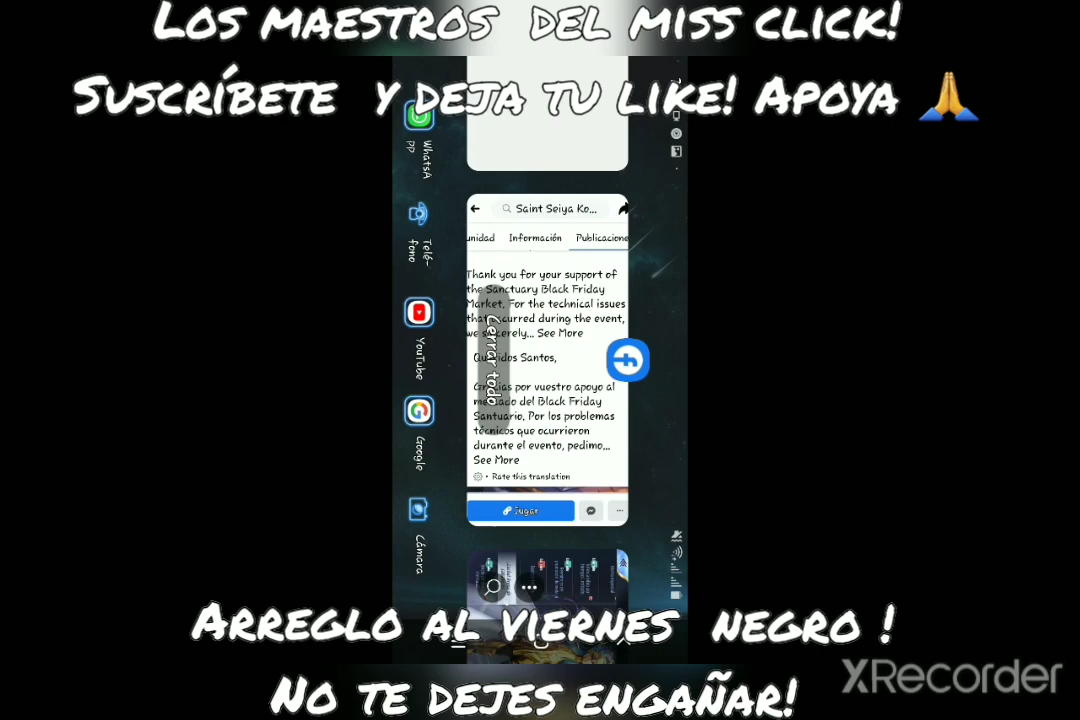 Los maestros del miss click!
Suscríbete y deja tu like! Apoya 🙏
WhatsA
pp
Telé-
fono
YouTube
Google
Cámara
Saint Seiya Ko...
unidad Información Publicacione
Thank you for your support of
the Sanctuary Black Friday
Market. For the technical issues
that occurred during the event,
we sincerely... See More
Queridos Santos,
Gracias por vuestro apoyo al
mercado del Black Friday
Santuario. Por los problemas
técnicos que ocurrieron
durante el evento, pedimo...
See More
• Rate this translation
Jugar
Cerrar todo
Arreglo al viernes negro !
No te dejes engañar!
XRecorder